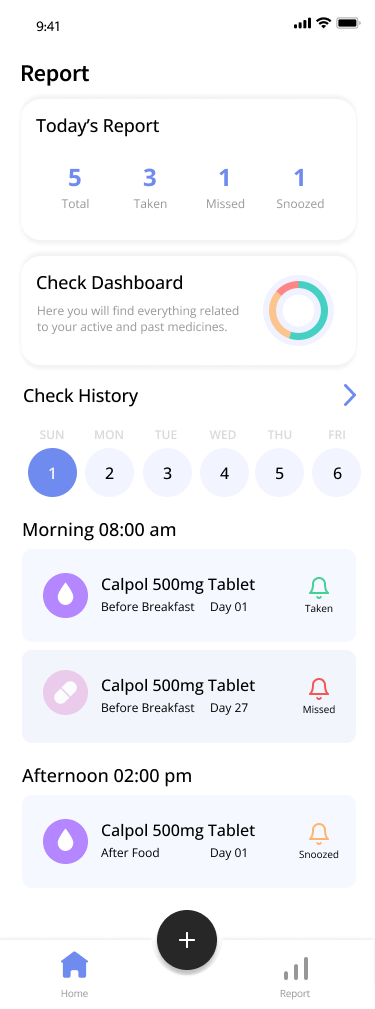 9:41
Report
Today’s Report
5 3 1 1
Total Taken Missed Snoozed
Check Dashboard
Here you will find everything related
to your active and past medicines.
Check History
SUN MON TUE WED THU FRI
1 2 3 4 5 6
Morning 08:00 am
Calpol 500mg Tablet
Before Breakfast Day 01
Taken
Calpol 500mg Tablet
Before Breakfast Day 27
Missed
Afternoon 02:00 pm
Calpol 500mg Tablet
After Food Day 01
Snoozed
Home Report